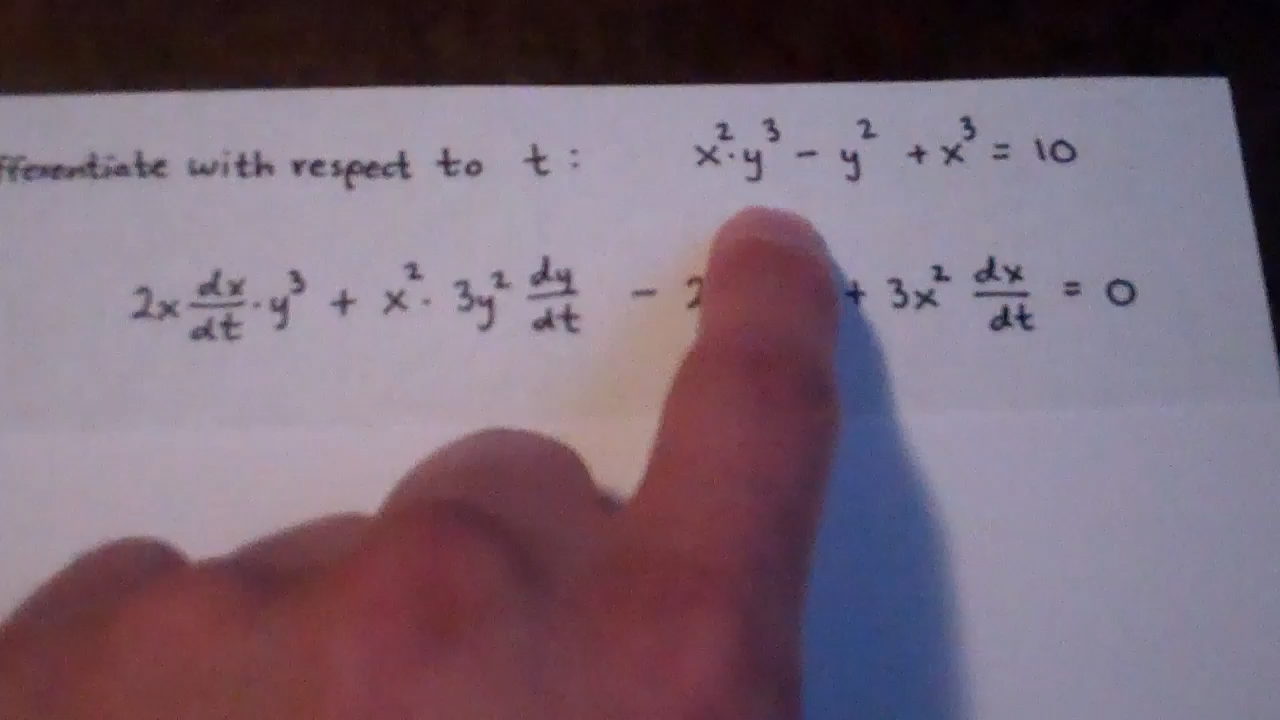 fferentiate with respect to t: x²·y³ - y² + x³ = 10
2x dx/dt · y³ + x² · 3y² dy/dt - 2 + 3x² dx/dt = 0